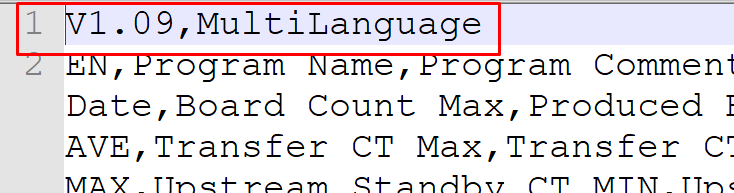 1 V1.09,MultiLanguage
2 EN,Program Name,Program Comment
Date,Board Count Max,Produced
AVE,Transfer CT Max,Transfer CT
MAX,Upstream Standby CT MIN,Ups